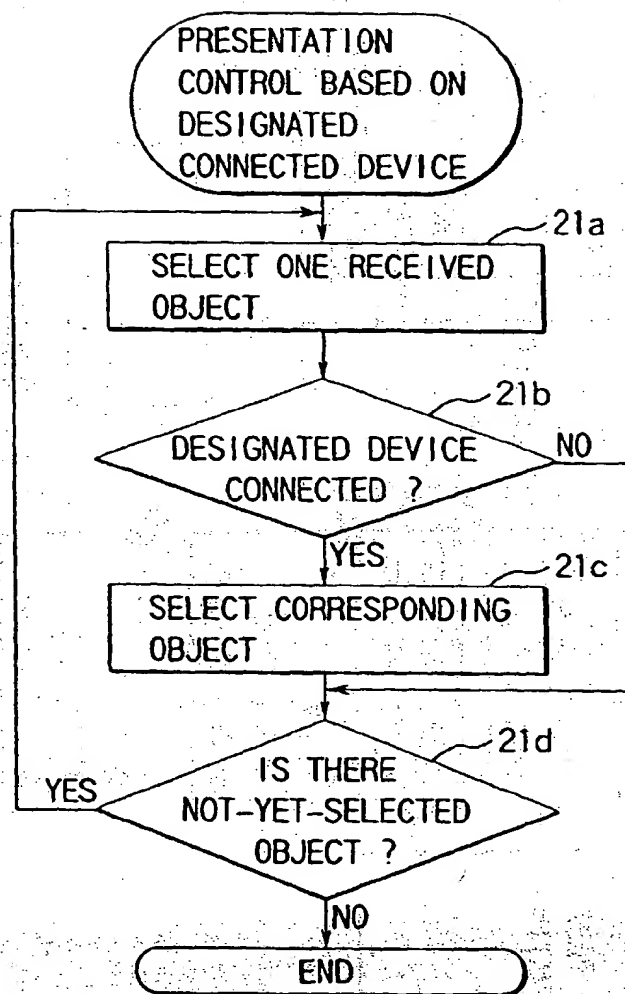 PRESENTATION
CONTROL BASED ON
DESIGNATED
CONNECTED DEVICE
21a
SELECT ONE RECEIVED
OBJECT
21b
DESIGNATED DEVICE
CONNECTED ?
NO
YES
21c
SELECT CORRESPONDING
OBJECT
21d
IS THERE
NOT-YET-SELECTED
OBJECT ?
YES
NO
END